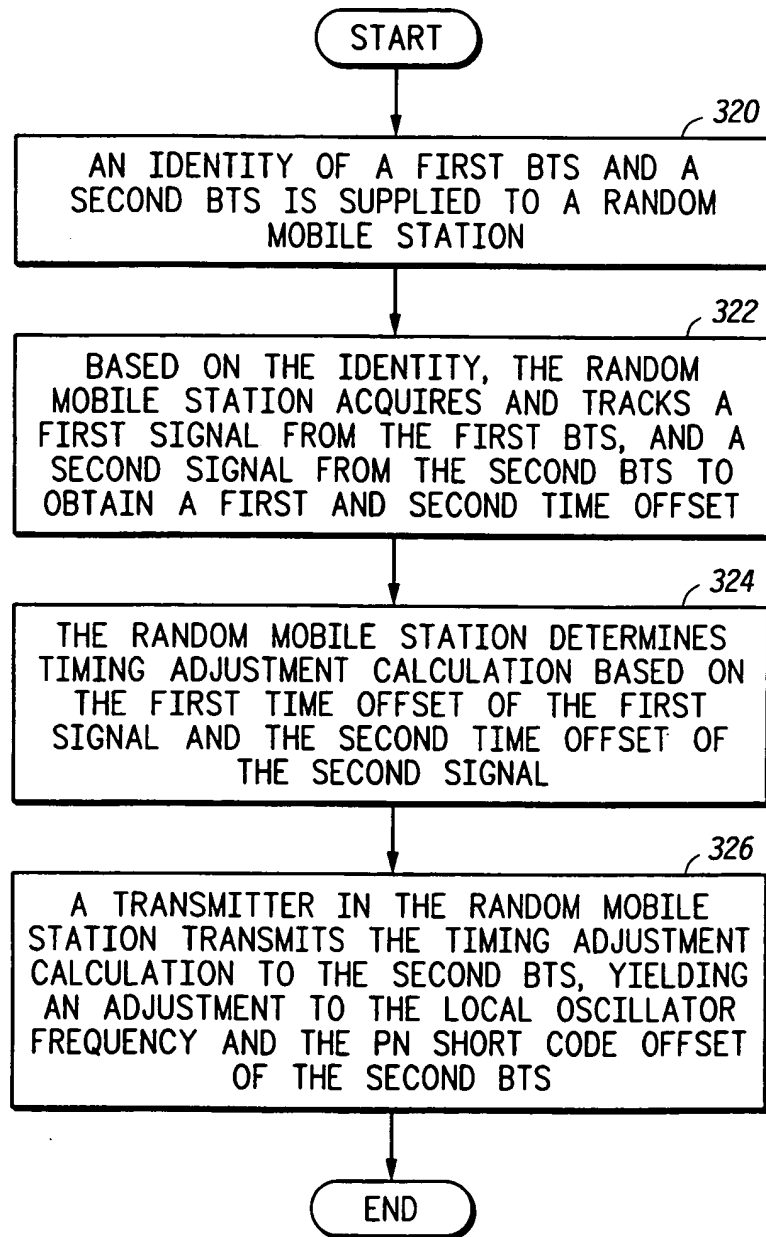 START
320
AN IDENTITY OF A FIRST BTS AND A
SECOND BTS IS SUPPLIED TO A RANDOM
MOBILE STATION
322
BASED ON THE IDENTITY, THE RANDOM
MOBILE STATION ACQUIRES AND TRACKS A
FIRST SIGNAL FROM THE FIRST BTS, AND A
SECOND SIGNAL FROM THE SECOND BTS TO
OBTAIN A FIRST AND SECOND TIME OFFSET
324
THE RANDOM MOBILE STATION DETERMINES
TIMING ADJUSTMENT CALCULATION BASED ON
THE FIRST TIME OFFSET OF THE FIRST
SIGNAL AND THE SECOND TIME OFFSET OF
THE SECOND SIGNAL
326
A TRANSMITTER IN THE RANDOM MOBILE
STATION TRANSMITS THE TIMING ADJUSTMENT
CALCULATION TO THE SECOND BTS, YIELDING
AN ADJUSTMENT TO THE LOCAL OSCILLATOR
FREQUENCY AND THE PN SHORT CODE OFFSET
OF THE SECOND BTS
END